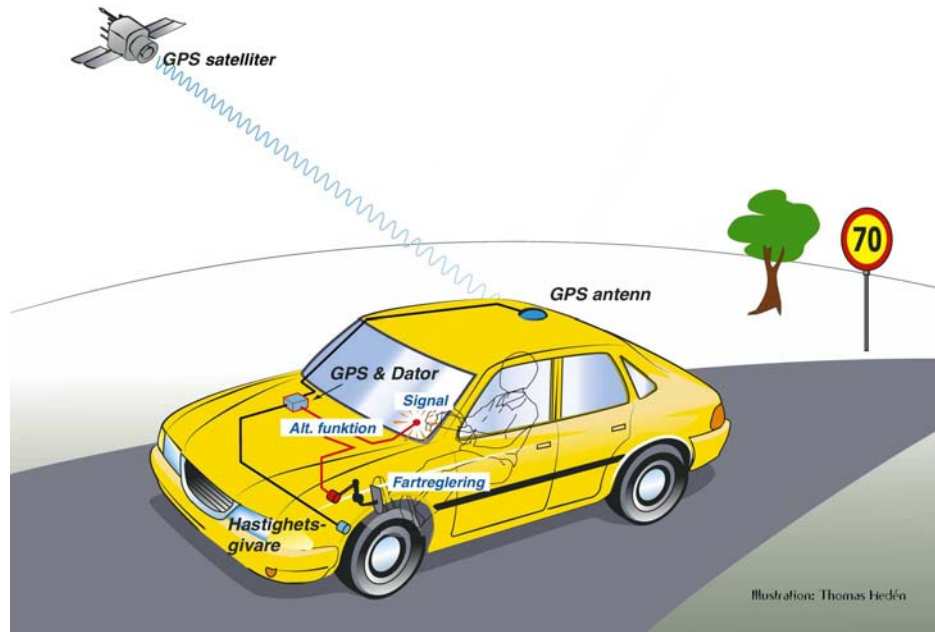 GPS satelliter
70
GPS antenn
GPS & Dator
Signal
Alt. funktion
Fartreglering
Hastighets-
givare
Illustration: Thomas Hedén